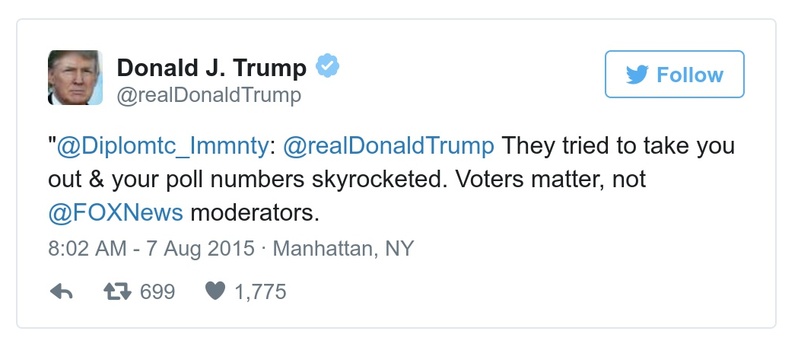 Donald J. Trump
@realDonaldTrump
Follow
"@Diplomtc_Immnty: @realDonaldTrump They tried to take you
out & your poll numbers skyrocketed. Voters matter, not
@FOXNews moderators.
8:02 AM - 7 Aug 2015 · Manhattan, NY
699 1,775